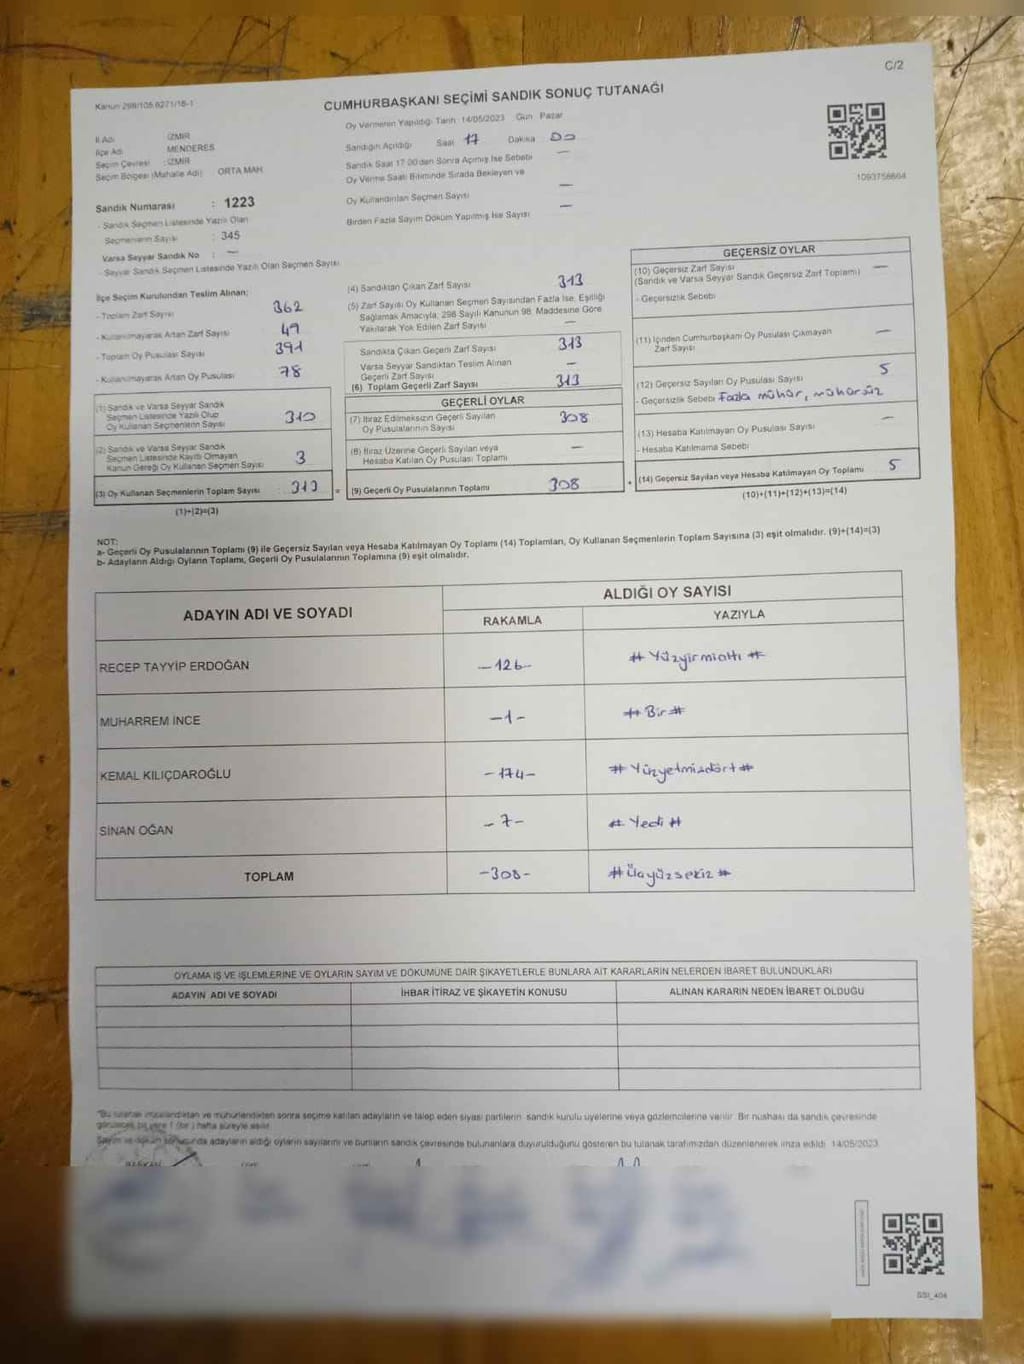 C/2
Kanun 298/105.6271/18-1
CUMHURBAŞKANI SEÇİMİ SANDIK SONUÇ TUTANAĞI
Oy Vermenin Yapıldığı Tarih: 14/05/2023 Gün Pazar
İl Adı İZMİR
İlçe Adı MENDERES
Seçim Çevresi : İZMİR
Seçim Bölgesi (Mahalle Adı) ORTA MAH.
Sandığın Açıldığı Saat 17 Dakika 00
Sandık Saat 17.00'den Sonra Açılmış İse Sebebi —
Oy Verme Saati Bitiminde Sırada Bekleyen ve
Oy Kullandırılan Seçmen Sayısı —
Birden Fazla Sayım Döküm Yapılmış İse Sayısı —
1093758664
Sandık Numarası : 1223
- Sandık Seçmen Listesinde Yazılı Olan
Seçmenlerin Sayısı : 345
Varsa Seyyar Sandık No : —
- Seyyar Sandık Seçmen Listesinde Yazılı Olan Seçmen Sayısı
İlçe Seçim Kurulundan Teslim Alınan:
- Toplam Zarf Sayısı 362
- Kullanılmayarak Artan Zarf Sayısı 49
- Toplam Oy Pusulası Sayısı 391
- Kullanılmayarak Artan Oy Pusulası 78
(1) Sandık ve Varsa Seyyar Sandık
Seçmen Listesinde Yazılı Olup
Oy Kullanan Seçmenlerin Sayısı 310
(2) Sandık ve Varsa Seyyar Sandık
Seçmen Listesinde Kayıtlı Olmayan
Kanun Gereği Oy Kullanan Seçmen Sayısı 3
(3) Oy Kullanan Seçmenlerin Toplam Sayısı : 313 =
(1)+(2)=(3)
(4) Sandıktan Çıkan Zarf Sayısı 313
(5) Zarf Sayısı Oy Kullanan Seçmen Sayısından Fazla İse, Eşitliği
Sağlamak Amacıyla, 298 Sayılı Kanunun 98. Maddesine Göre
Yakılarak Yok Edilen Zarf Sayısı —
Sandıkta Çıkan Geçerli Zarf Sayısı 313
Varsa Seyyar Sandıktan Teslim Alınan
Geçerli Zarf Sayısı —
(6) Toplam Geçerli Zarf Sayısı 313
GEÇERLİ OYLAR
(7) İtiraz Edilmeksizin Geçerli Sayılan
Oy Pusulalarının Sayısı 308
(8) İtiraz Üzerine Geçerli Sayılan veya
Hesaba Katılan Oy Pusulası Toplamı —
(9) Geçerli Oy Pusulalarının Toplamı 308 +
GEÇERSİZ OYLAR
(10) Geçersiz Zarf Sayısı —
(Sandık ve Varsa Seyyar Sandık Geçersiz Zarf Toplamı)
- Geçersizlik Sebebi
(11) İçinden Cumhurbaşkanı Oy Pusulası Çıkmayan
Zarf Sayısı —
(12) Geçersiz Sayılan Oy Pusulası Sayısı 5
- Geçersizlik Sebebi Fazla mühür, mühürsüz
(13) Hesaba Katılmayan Oy Pusulası Sayısı —
- Hesaba Katılmama Sebebi
(14) Geçersiz Sayılan veya Hesaba Katılmayan Oy Toplamı 5
(10)+(11)+(12)+(13)=(14)
NOT:
a- Geçerli Oy Pusulalarının Toplamı (9) ile Geçersiz Sayılan veya Hesaba Katılmayan Oy Toplamı (14) Toplamları, Oy Kullanan Seçmenlerin Toplam Sayısına (3) eşit olmalıdır. (9)+(14)=(3)
b- Adayların Aldığı Oyların Toplamı, Geçerli Oy Pusulalarının Toplamına (9) eşit olmalıdır.
ADAYIN ADI VE SOYADI
ALDIĞI OY SAYISI
RAKAMLA YAZIYLA
RECEP TAYYİP ERDOĞAN -126- # Yüzyirmialtı #
MUHARREM İNCE -1- # Bir #
KEMAL KILIÇDAROĞLU -174- # Yüzyetmişdört #
SİNAN OĞAN -7- # Yedi #
TOPLAM -308- # Üçyüzsekiz #
OYLAMA İŞ VE İŞLEMLERİNE VE OYLARIN SAYIM VE DÖKÜMÜNE DAİR ŞİKAYETLERLE BUNLARA AİT KARARLARIN NELERDEN İBARET BULUNDUKLARI
ADAYIN ADI VE SOYADI İHBAR İTİRAZ VE ŞİKAYETİN KONUSU ALINAN KARARIN NEDEN İBARET OLDUĞU
"Bu tutanak imzalandıktan ve mühürlendikten sonra seçime katılan adayların ve talep eden siyasi partilerin sandık kurulu üyelerine veya gözlemcilerine verilir. Bir nüshası da sandık çevresinde
görülecek bir yere 1 (bir) hafta süreyle asılır.
Sayım ve döküm sonucunda adayların aldığı oyların sayılarını ve bunların sandık çevresinde bulunanlara duyurulduğunu gösteren bu tutanak tarafımızdan düzenlenerek imza edildi. 14/05/2023
BAŞKAN
SSI_404